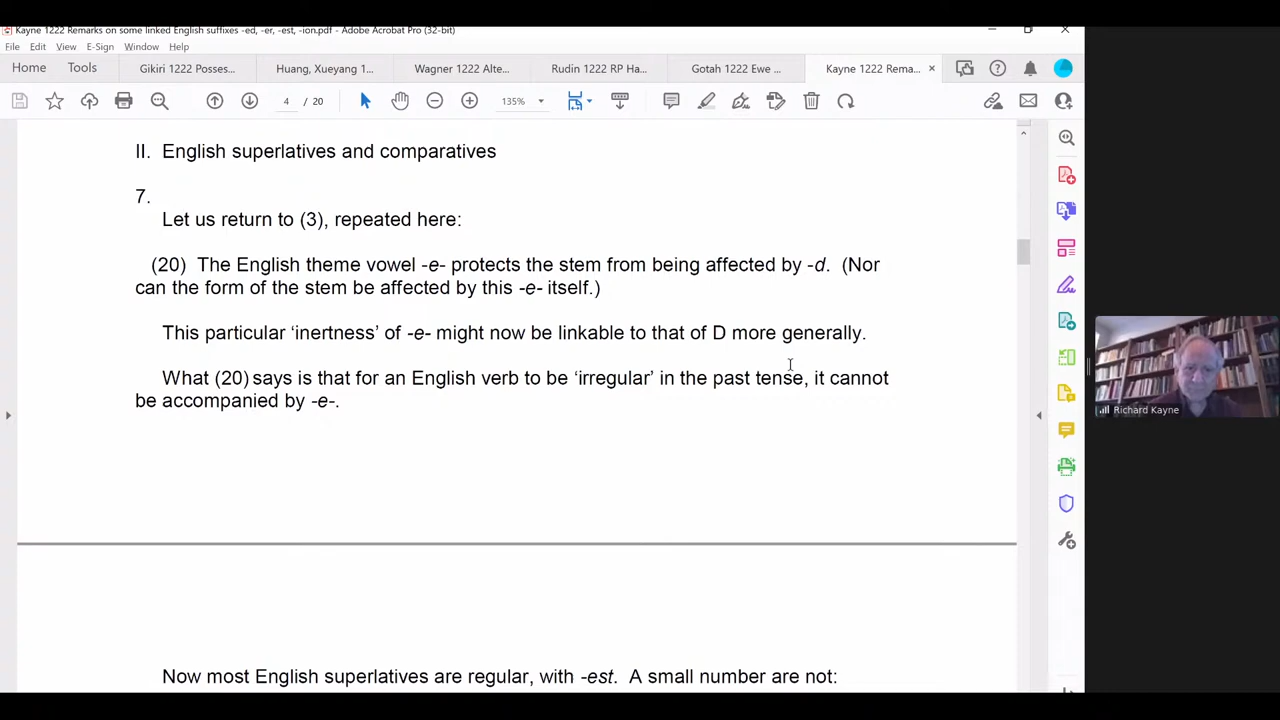 Kayne 1222 Remarks on some linked English suffixes -ed, -er, -est, -ion.pdf - Adobe Acrobat Pro (32-bit)
File Edit View E-Sign Window Help
Home Tools Gikiri 1222 Posses... Huang, Xueyang 1... Wagner 1222 Alte... Rudin 1222 RP Ha... Gotah 1222 Ewe ... Kayne 1222 Rema...
4 / 20 135%
II. English superlatives and comparatives
7.
Let us return to (3), repeated here:
(20) The English theme vowel -e- protects the stem from being affected by -d. (Nor
can the form of the stem be affected by this -e- itself.)
This particular ‘inertness’ of -e- might now be linkable to that of D more generally.
What (20) says is that for an English verb to be ‘irregular’ in the past tense, it cannot
be accompanied by -e-.
Richard Kayne
Now most English superlatives are regular, with -est. A small number are not: